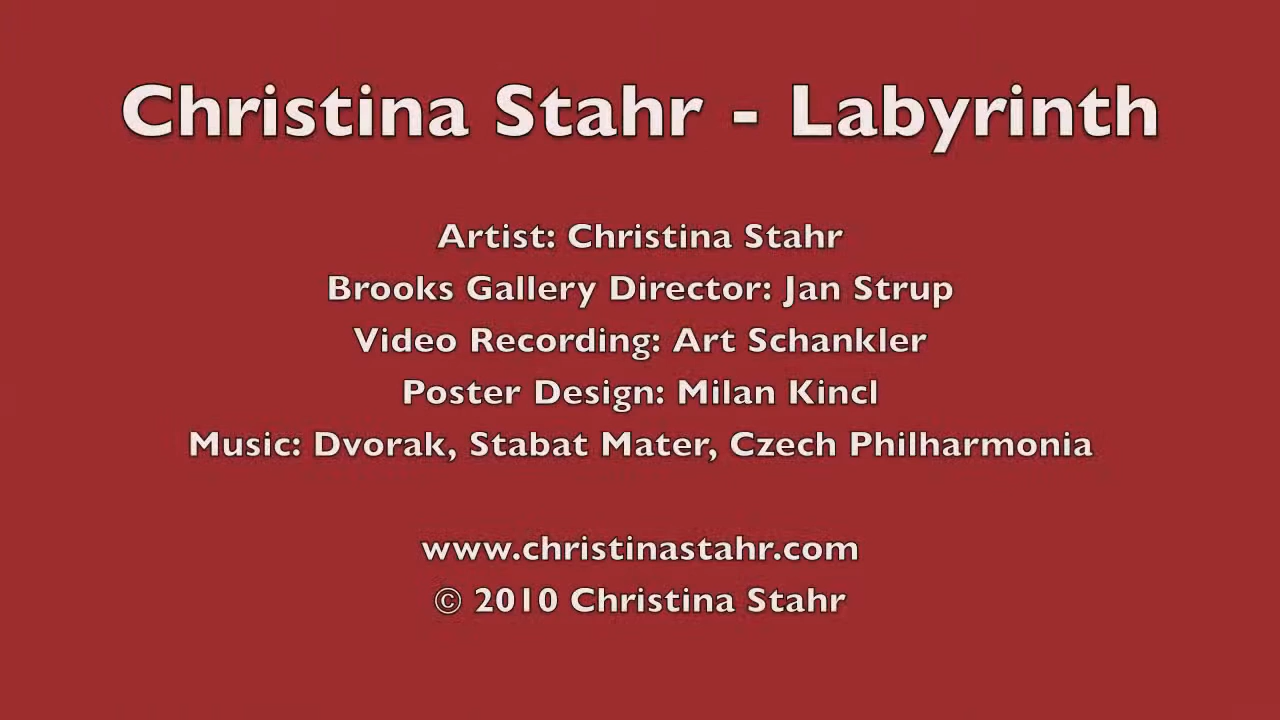 Christina Stahr - Labyrinth
Artist: Christina Stahr
Brooks Gallery Director: Jan Strup
Video Recording: Art Schankler
Poster Design: Milan Kincl
Music: Dvorak, Stabat Mater, Czech Philharmonia
www.christinastahr.com
© 2010 Christina Stahr